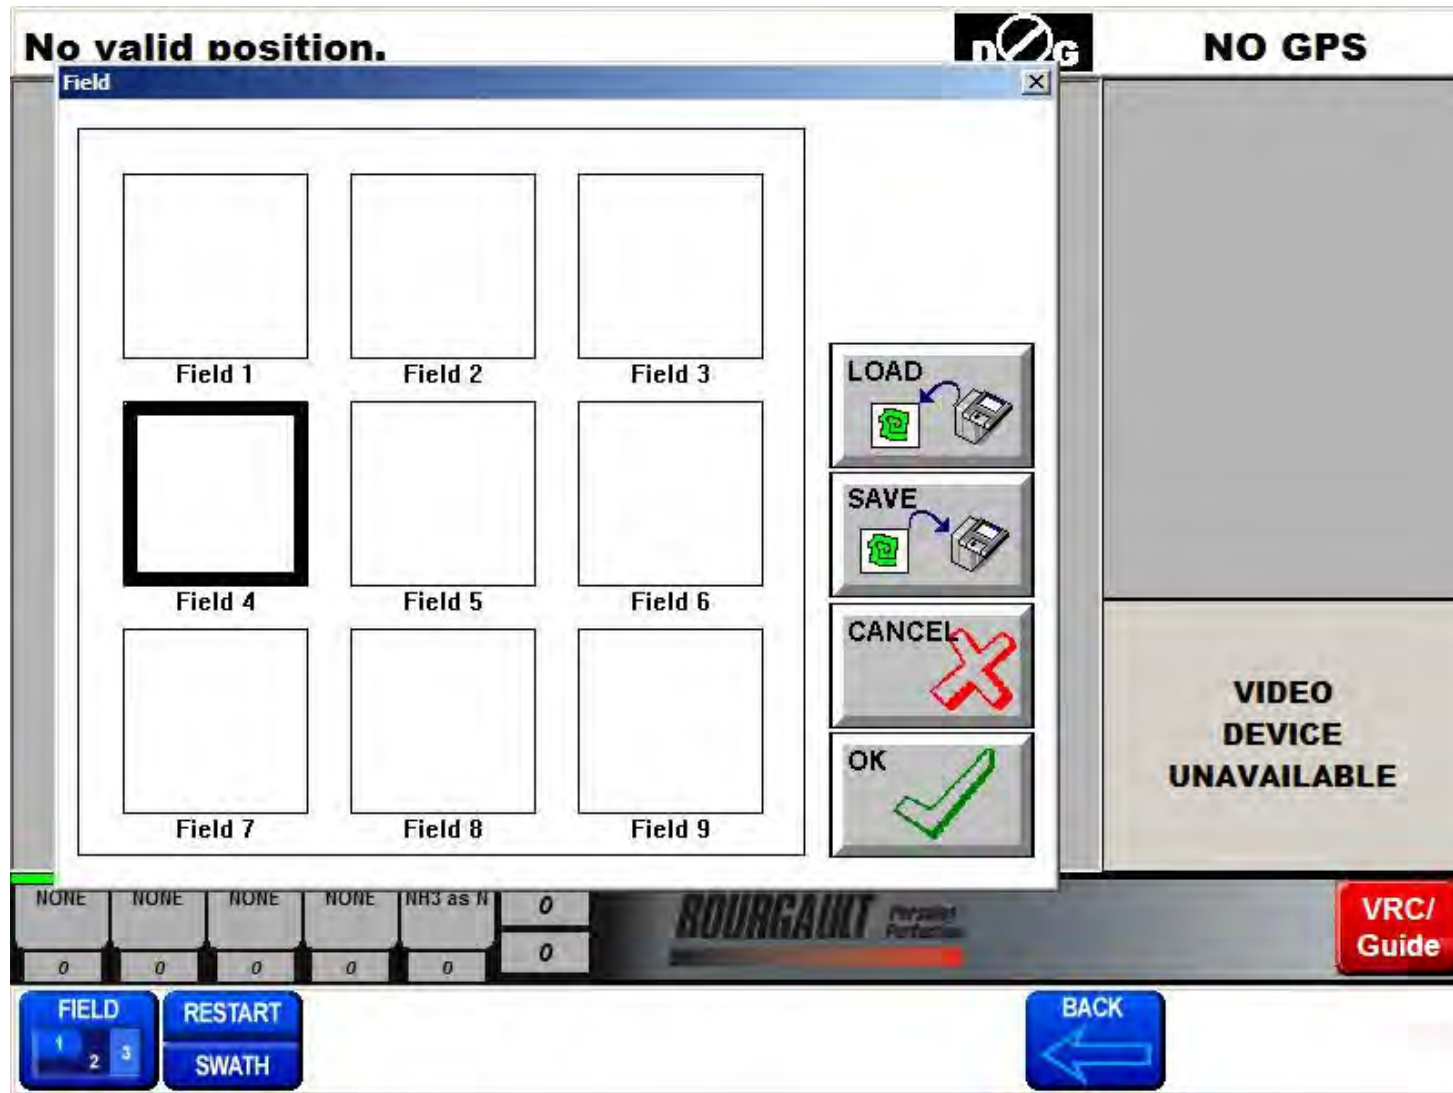 No valid position.
DG
NO GPS
Field
Field 1
Field 2
Field 3
Field 4
Field 5
Field 6
Field 7
Field 8
Field 9
LOAD
SAVE
CANCEL
OK
VIDEO
DEVICE
UNAVAILABLE
NONE
NONE
NONE
NONE
NH3 as N
0
0
0
0
0
0
0
BOURGAULT
VRC/
Guide
FIELD
1
2
3
RESTART
SWATH
BACK